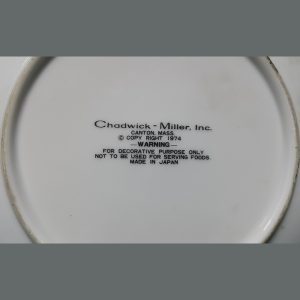 Chadwick-Miller, Inc.
CANTON, MASS.
© COPY RIGHT 1974
—WARNING—
FOR DECORATIVE PURPOSE ONLY
NOT TO BE USED FOR SERVING FOODS.
MADE IN JAPAN